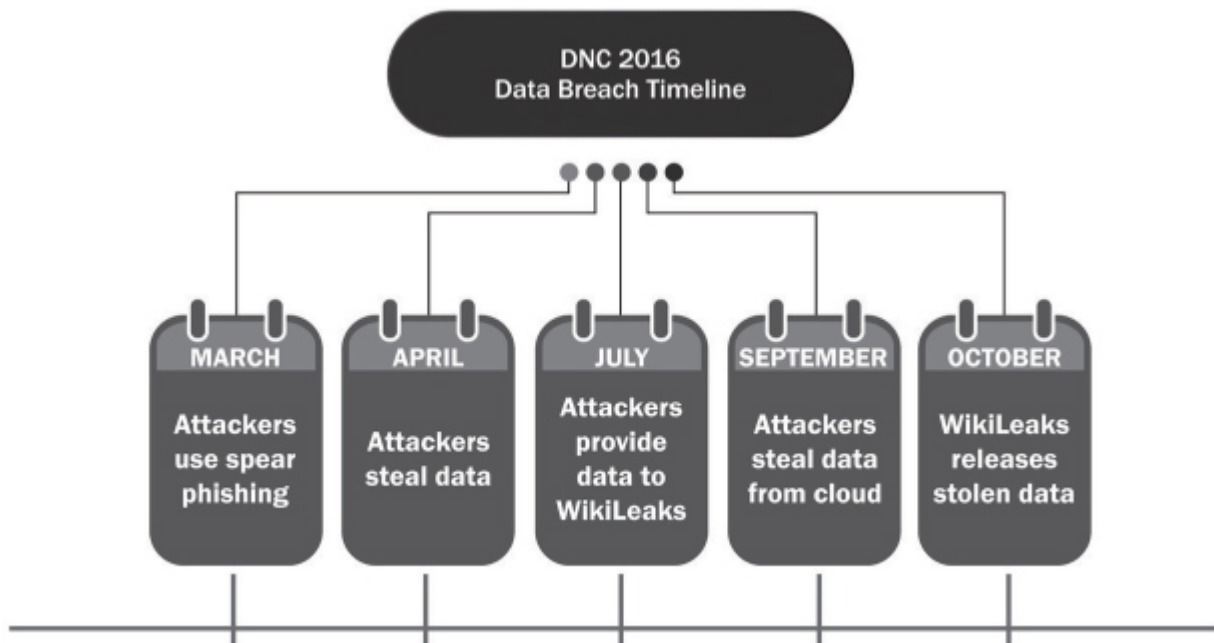 DNC 2016
Data Breach Timeline
MARCH
Attackers
use spear
phishing
APRIL
Attackers
steal data
JULY
Attackers
provide
data to
WikiLeaks
SEPTEMBER
Attackers
steal data
from cloud
OCTOBER
WikiLeaks
releases
stolen data